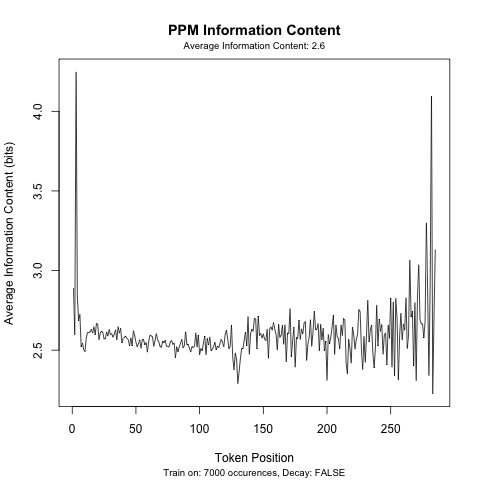 PPM Information Content
Average Information Content: 2.6
Average Information Content (bits)
4.0
3.5
3.0
2.5
0 50 100 150 200 250
Token Position
Train on: 7000 occurences, Decay: FALSE